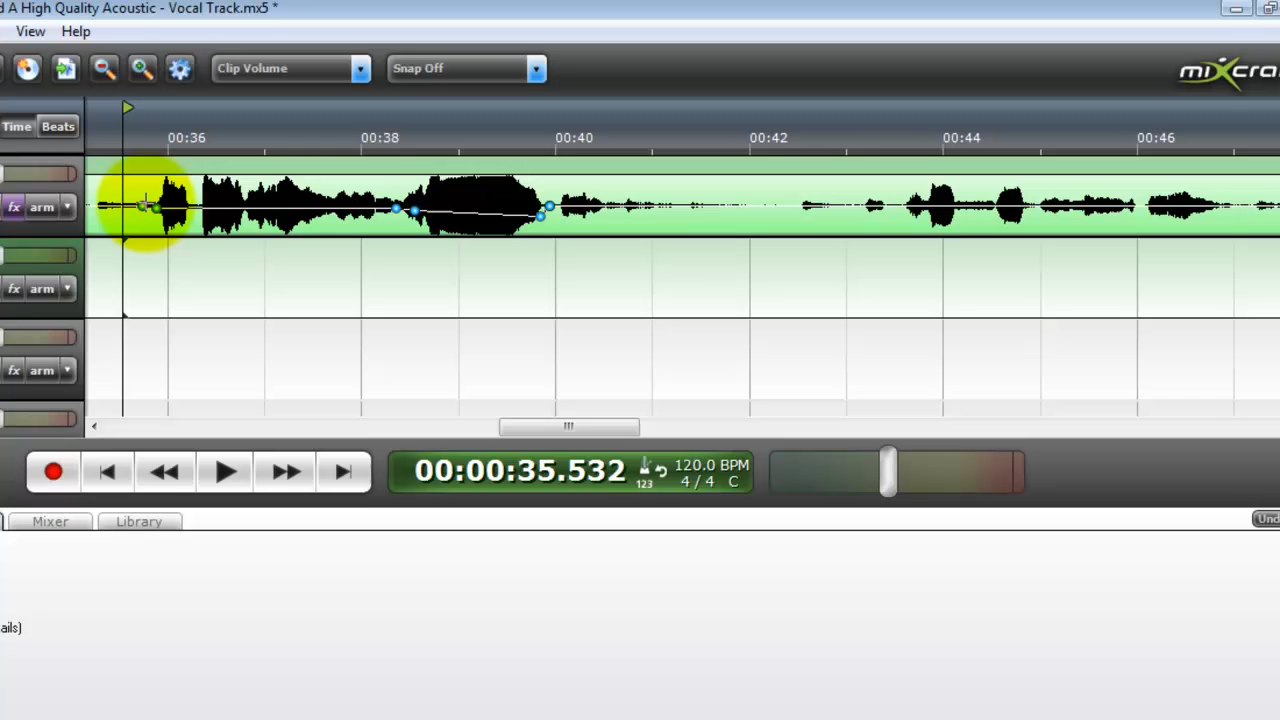 d A High Quality Acoustic - Vocal Track.mx5 *
View Help
Clip Volume
Snap Off
mixcra
Time Beats
00:36 00:38 00:40 00:42 00:44 00:46
fx arm
fx arm
fx arm
00:00:35.532
123
120.0 BPM
4 / 4 C
Mixer Library
Und
ails)